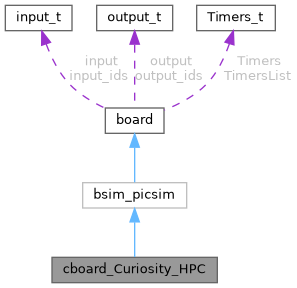 input_t
output_t
Timers_t
input
input_ids
output
output_ids
Timers
TimersList
board
bsim_picsim
cboard_Curiosity_HPC